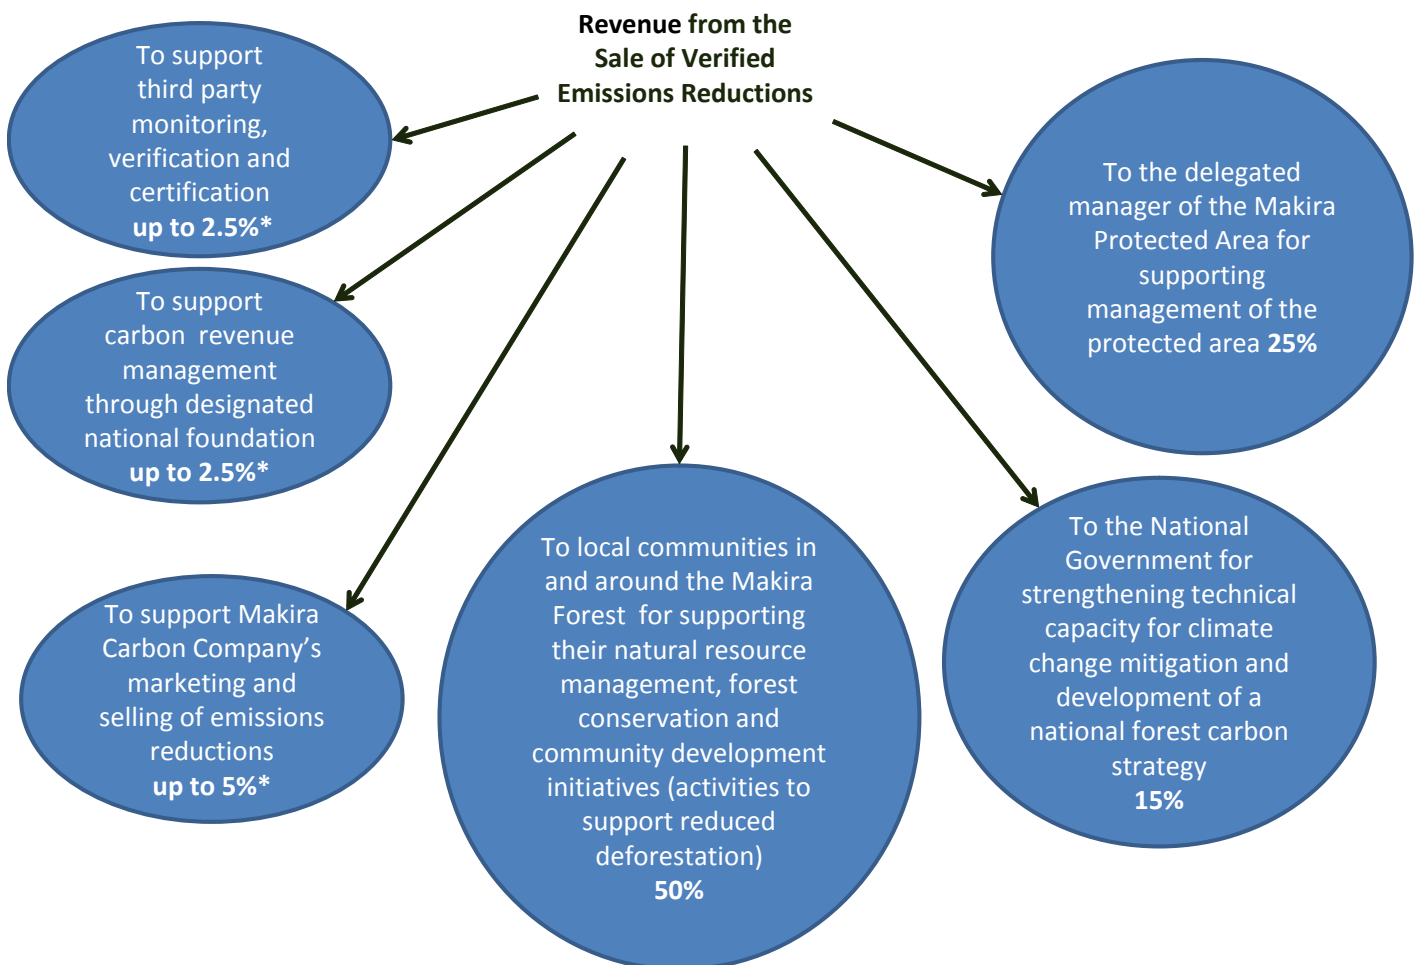 Revenue from the
Sale of Verified
Emissions Reductions
To support
third party
monitoring,
verification and
certification
up to 2.5%*
To support
carbon revenue
management
through designated
national foundation
up to 2.5%*
To support Makira
Carbon Company’s
marketing and
selling of emissions
reductions
up to 5%*
To local communities in
and around the Makira
Forest for supporting
their natural resource
management, forest
conservation and
community development
initiatives (activities to
support reduced
deforestation)
50%
To the National
Government for
strengthening technical
capacity for climate
change mitigation and
development of a
national forest carbon
strategy
15%
To the delegated
manager of the Makira
Protected Area for
supporting
management of the
protected area 25%